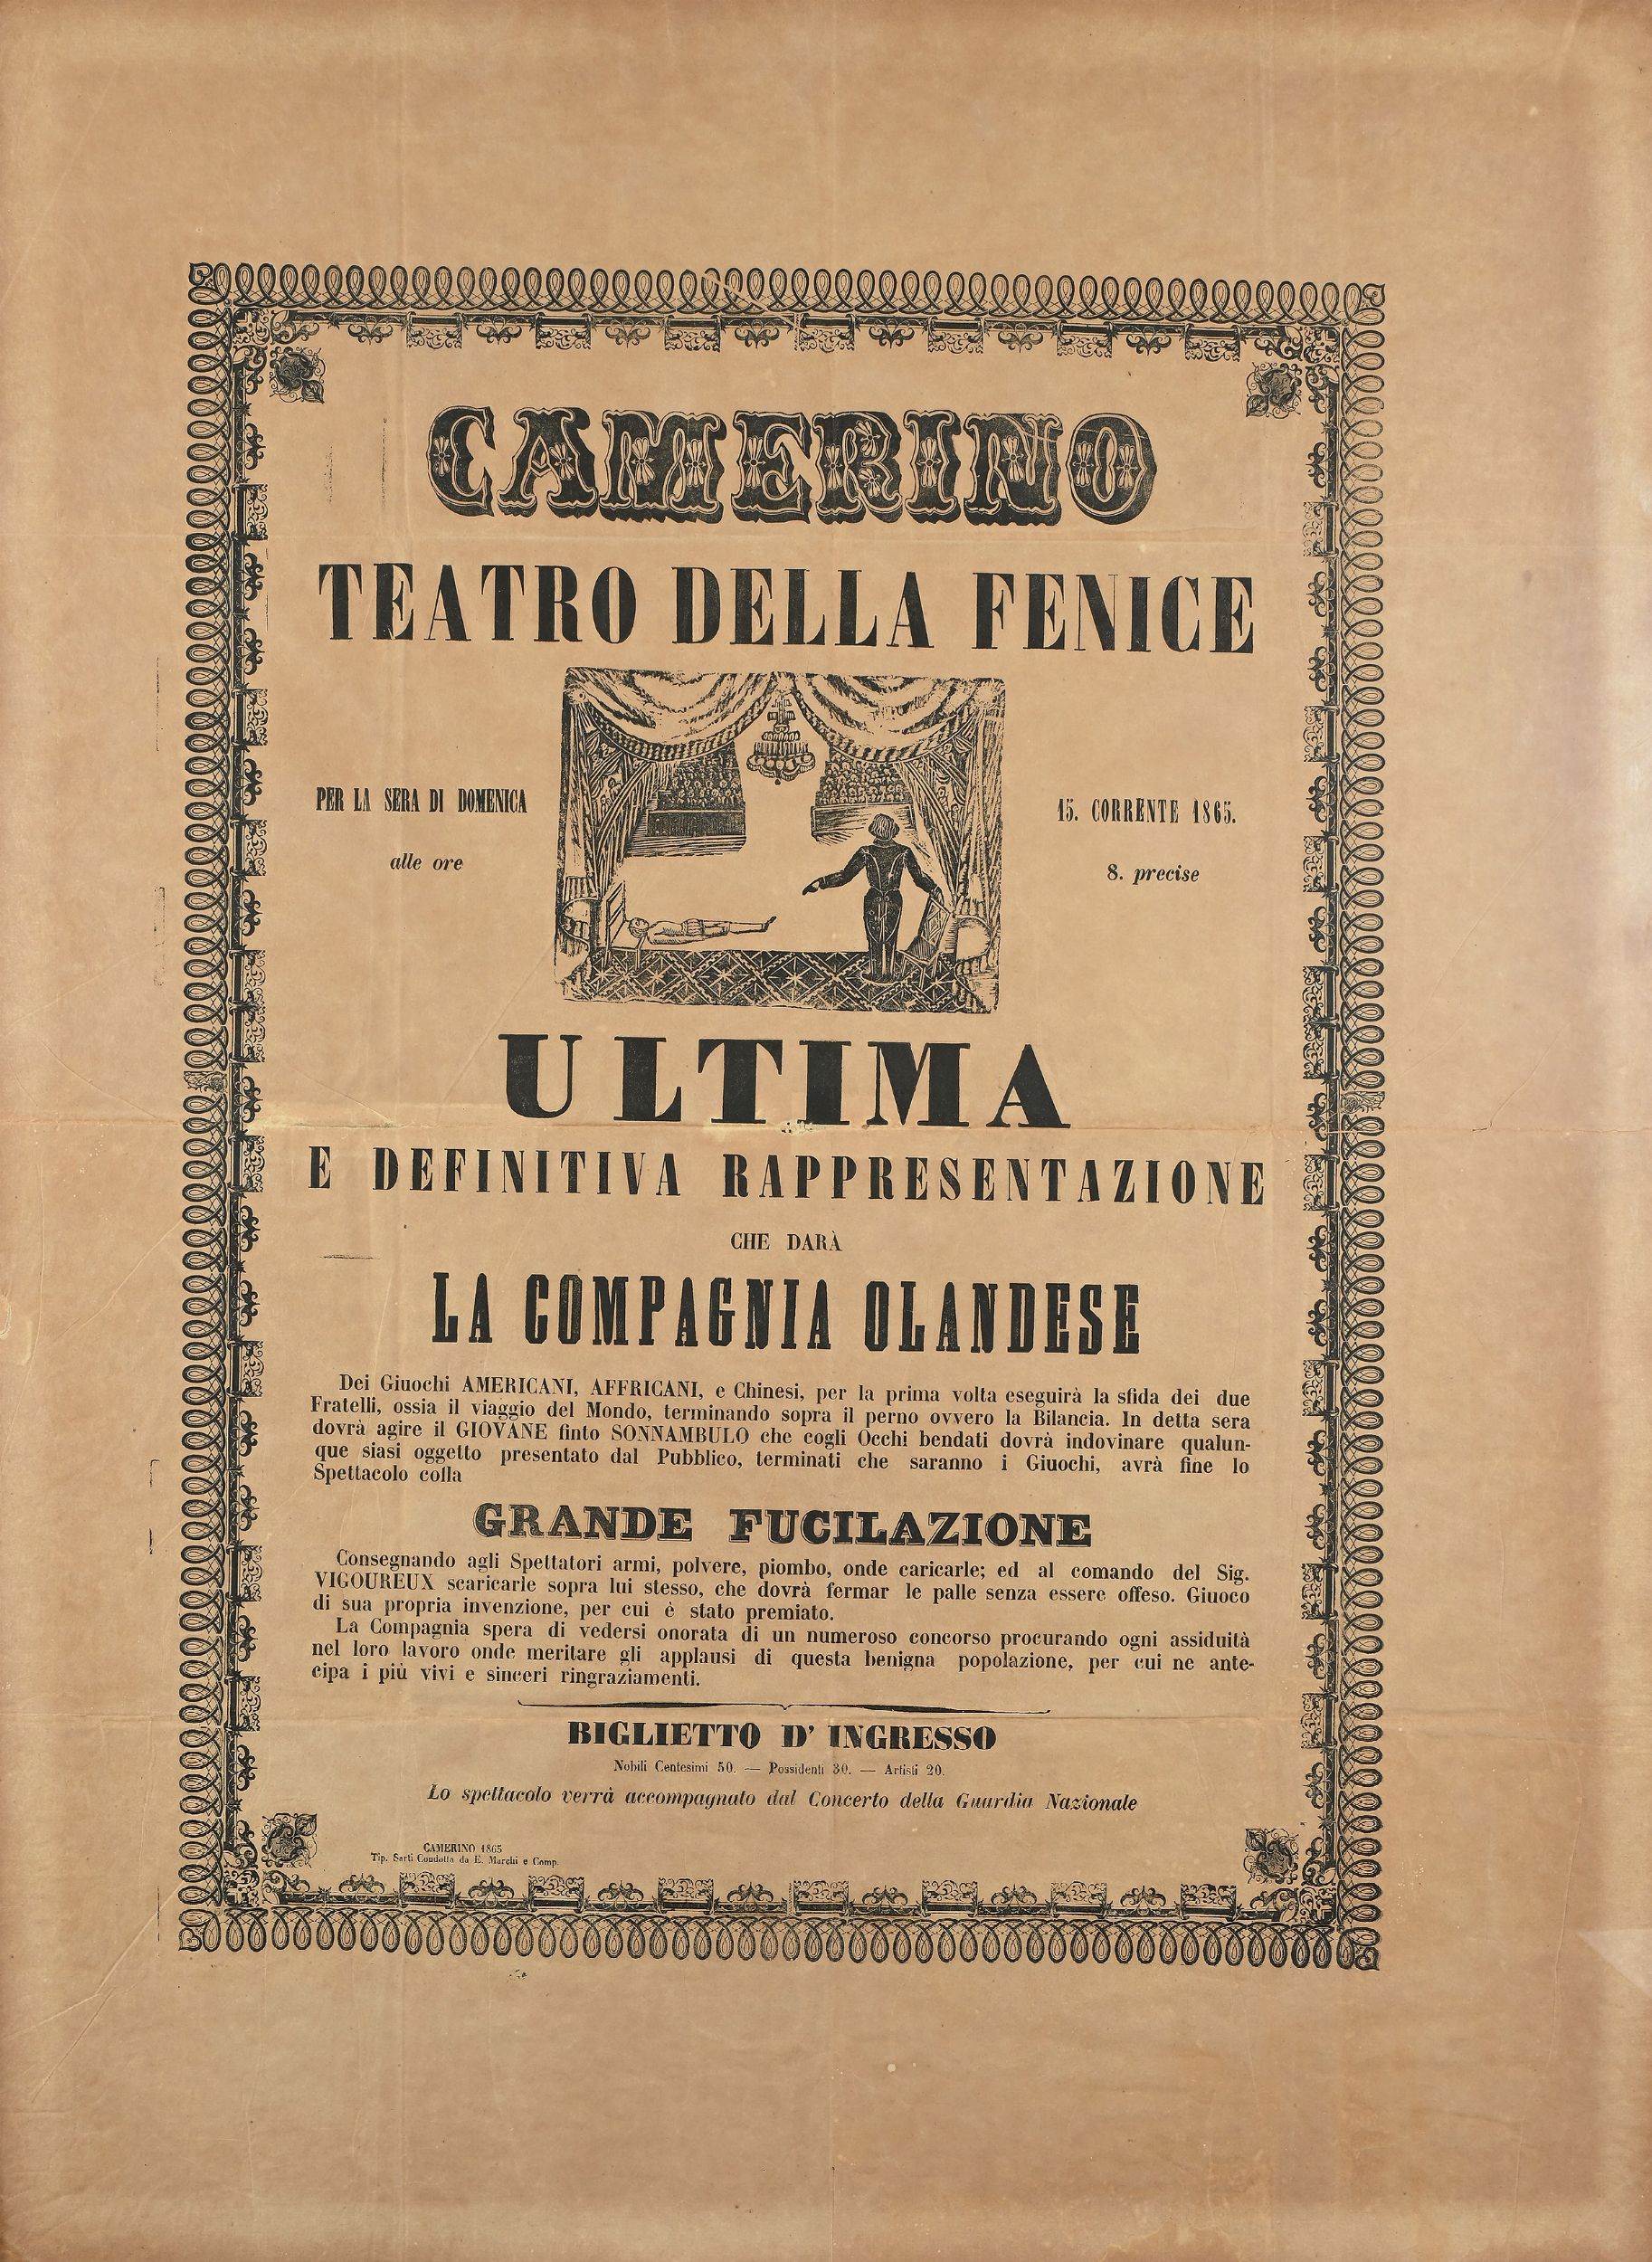 CAMERINO
TEATRO DELLA FENICE
PER LA SERA DI DOMENICA
15. CORRENTE 1865.
alle ore
8. precise
ULTIMA
E DEFINITIVA RAPPRESENTAZIONE
CHE DARÀ
LA COMPAGNIA OLANDESE
Dei Giuochi AMERICANI, AFFRICANI, e Chinesi, per la prima volta eseguirà la sfida dei due
Fratelli, ossia il viaggio del Mondo, terminando sopra il perno ovvero la Bilancia. In detta sera
dovrà agire il GIOVANE finto SONNAMBULO che cogli Occhi bendati dovrà indovinare qualun-
que siasi oggetto presentato dal Pubblico, terminati che saranno i Giuochi, avrà fine lo
Spettacolo colla
GRANDE FUCILAZIONE
Consegnando agli Spettatori armi, polvere, piombo, onde caricarle; ed al comando del Sig.
VIGOUREUX scaricarle sopra lui stesso, che dovrà fermar le palle senza essere offeso. Giuoco
di sua propria invenzione, per cui è stato premiato.
La Compagnia spera di vedersi onorata di un numeroso concorso procurando ogni assiduità
nel loro lavoro onde meritare gli applausi di questa benigna popolazione, per cui ne ante-
cipa i più vivi e sinceri ringraziamenti.
BIGLIETTO D' INGRESSO
Nobili Centesimi 50. — Possidenti 30. — Artisti 20.
Lo spettacolo verrà accompagnato dal Concerto della Guardia Nazionale
CAMERINO 1865
Tip. Sarti Condotta da E. Marchi e Comp.